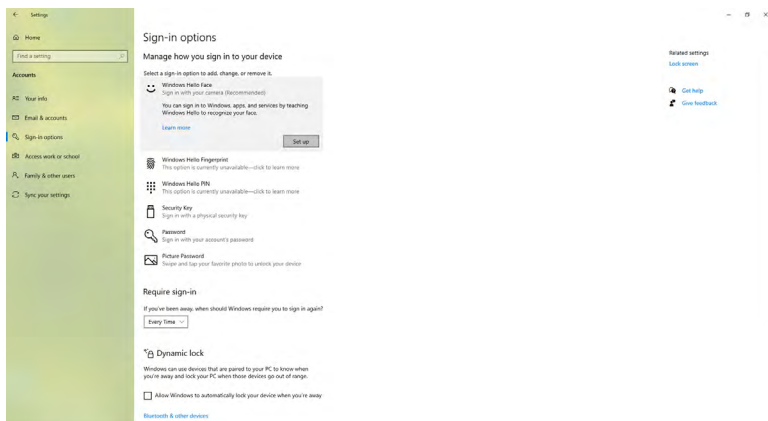 Settings
Home
Find a setting
Accounts
Your info
Email & accounts
Sign-in options
Access work or school
Family & other users
Sync your settings
Sign-in options
Manage how you sign in to your device
Select a sign-in option to add, change, or remove it.
Windows Hello Face
Sign in with your camera (Recommended)
You can sign in to Windows, apps, and services by teaching
Windows Hello to recognize your face.
Learn more
Set up
Windows Hello Fingerprint
This option is currently unavailable—click to learn more
Windows Hello PIN
This option is currently unavailable—click to learn more
Security Key
Sign in with a physical security key
Password
Sign in with your account's password
Picture Password
Swipe and tap your favorite photo to unlock your device
Require sign-in
If you've been away, when should Windows require you to sign in again?
Every Time
Dynamic lock
Windows can use devices that are paired to your PC to know when
you're away and lock your PC when those devices go out of range.
Allow Windows to automatically lock your device when you're away
Bluetooth & other devices
Related settings
Lock screen
Get help
Give feedback